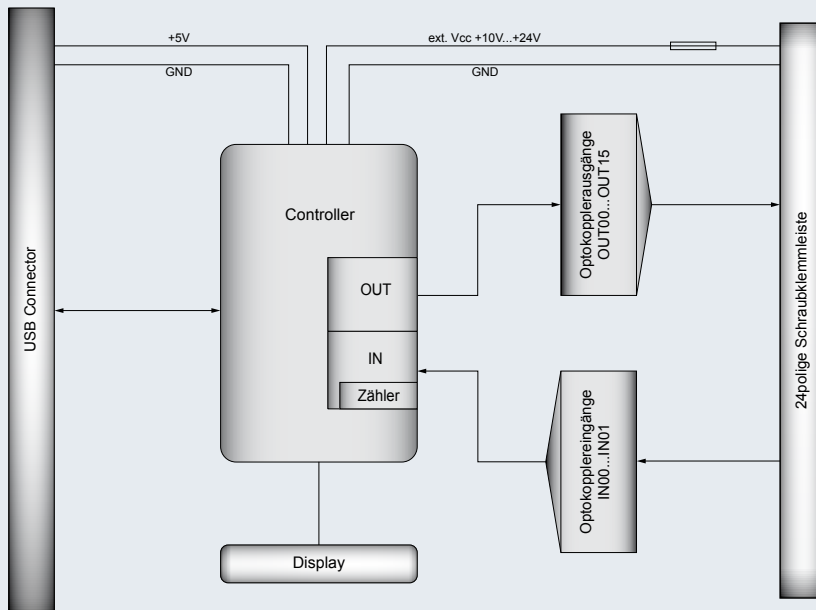 +5V
GND
ext. Vcc +10V...+24V
GND
USB Connector
Controller
OUT
IN
Zähler
Display
Optokopplerausgänge
OUT00... OUT15
Optokopplereingänge
IN00...IN01
24polige Schraubklemmleiste